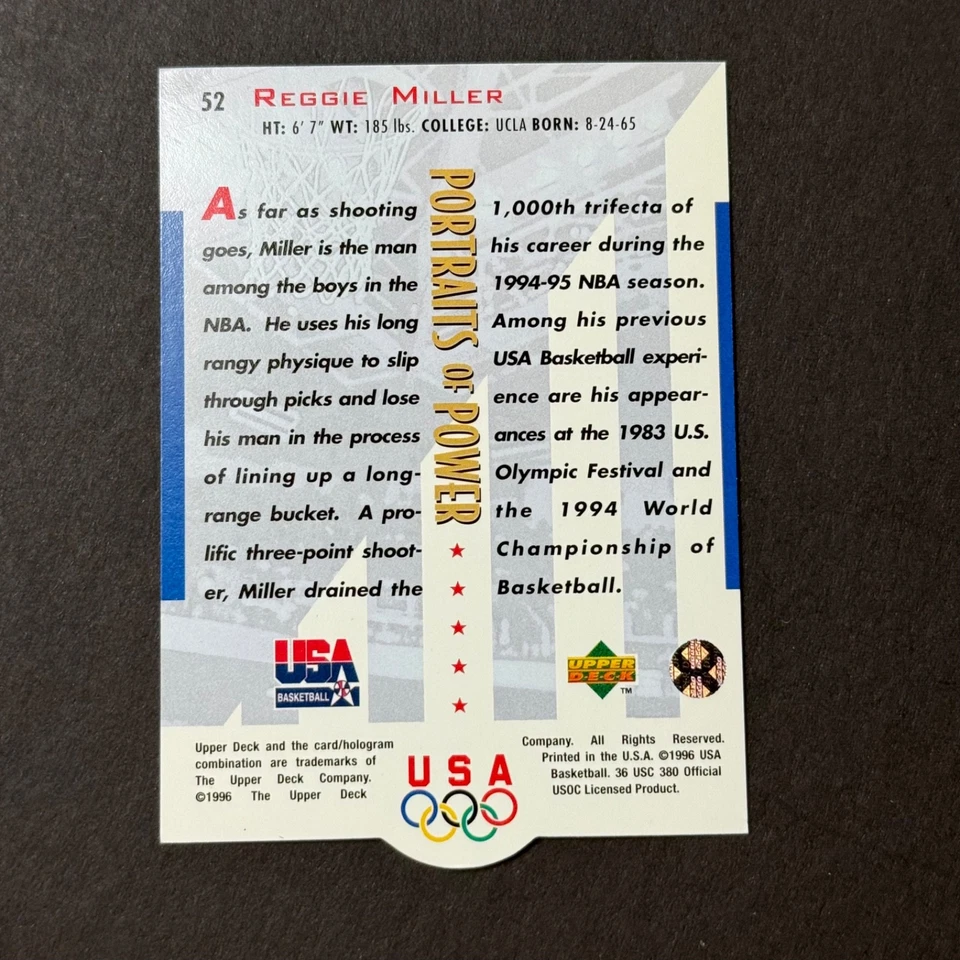 52 REGGIE MILLER
HT: 6' 7" WT: 185 lbs. COLLEGE: UCLA BORN: 8-24-65
As far as shooting
goes, Miller is the man
among the boys in the
NBA. He uses his long
rangy physique to slip
through picks and lose
his man in the process
of lining up a long-
range bucket. A pro-
lific three-point shoot-
er, Miller drained the
PORTRAITS OF POWER
1,000th trifecta of
his career during the
1994-95 NBA season.
Among his previous
USA Basketball experi-
ence are his appear-
ances at the 1983 U.S.
Olympic Festival and
the 1994 World
Championship of
Basketball.
USA
BASKETBALL
UPPER
DECK
TM
Upper Deck and the card/hologram
combination are trademarks of
The Upper Deck Company.
©1996 The Upper Deck
USA
Company. All Rights Reserved.
Printed in the U.S.A. ©1996 USA
Basketball. 36 USC 380 Official
USOC Licensed Product.